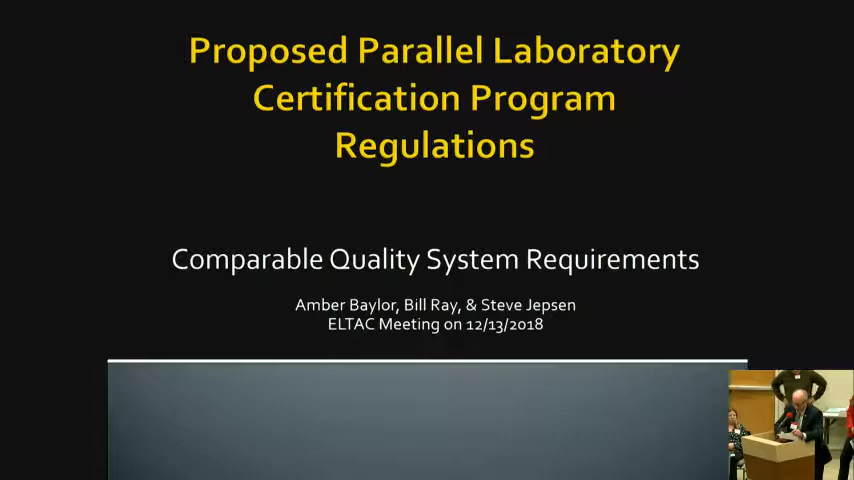 Proposed Parallel Laboratory
Certification Program
Regulations
Comparable Quality System Requirements
Amber Baylor, Bill Ray, & Steve Jepsen
ELTAC Meeting on 12/13/2018